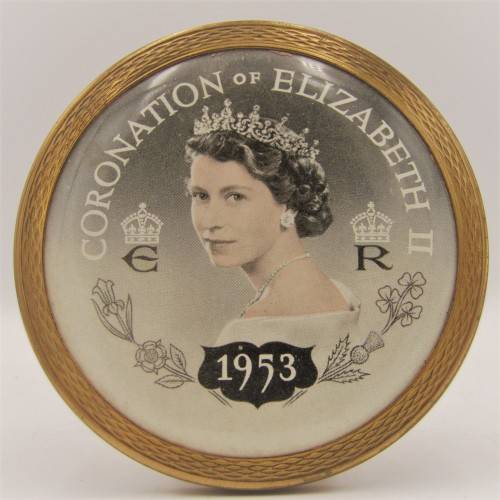 CORONATION OF ELIZABETH II
E R
1953